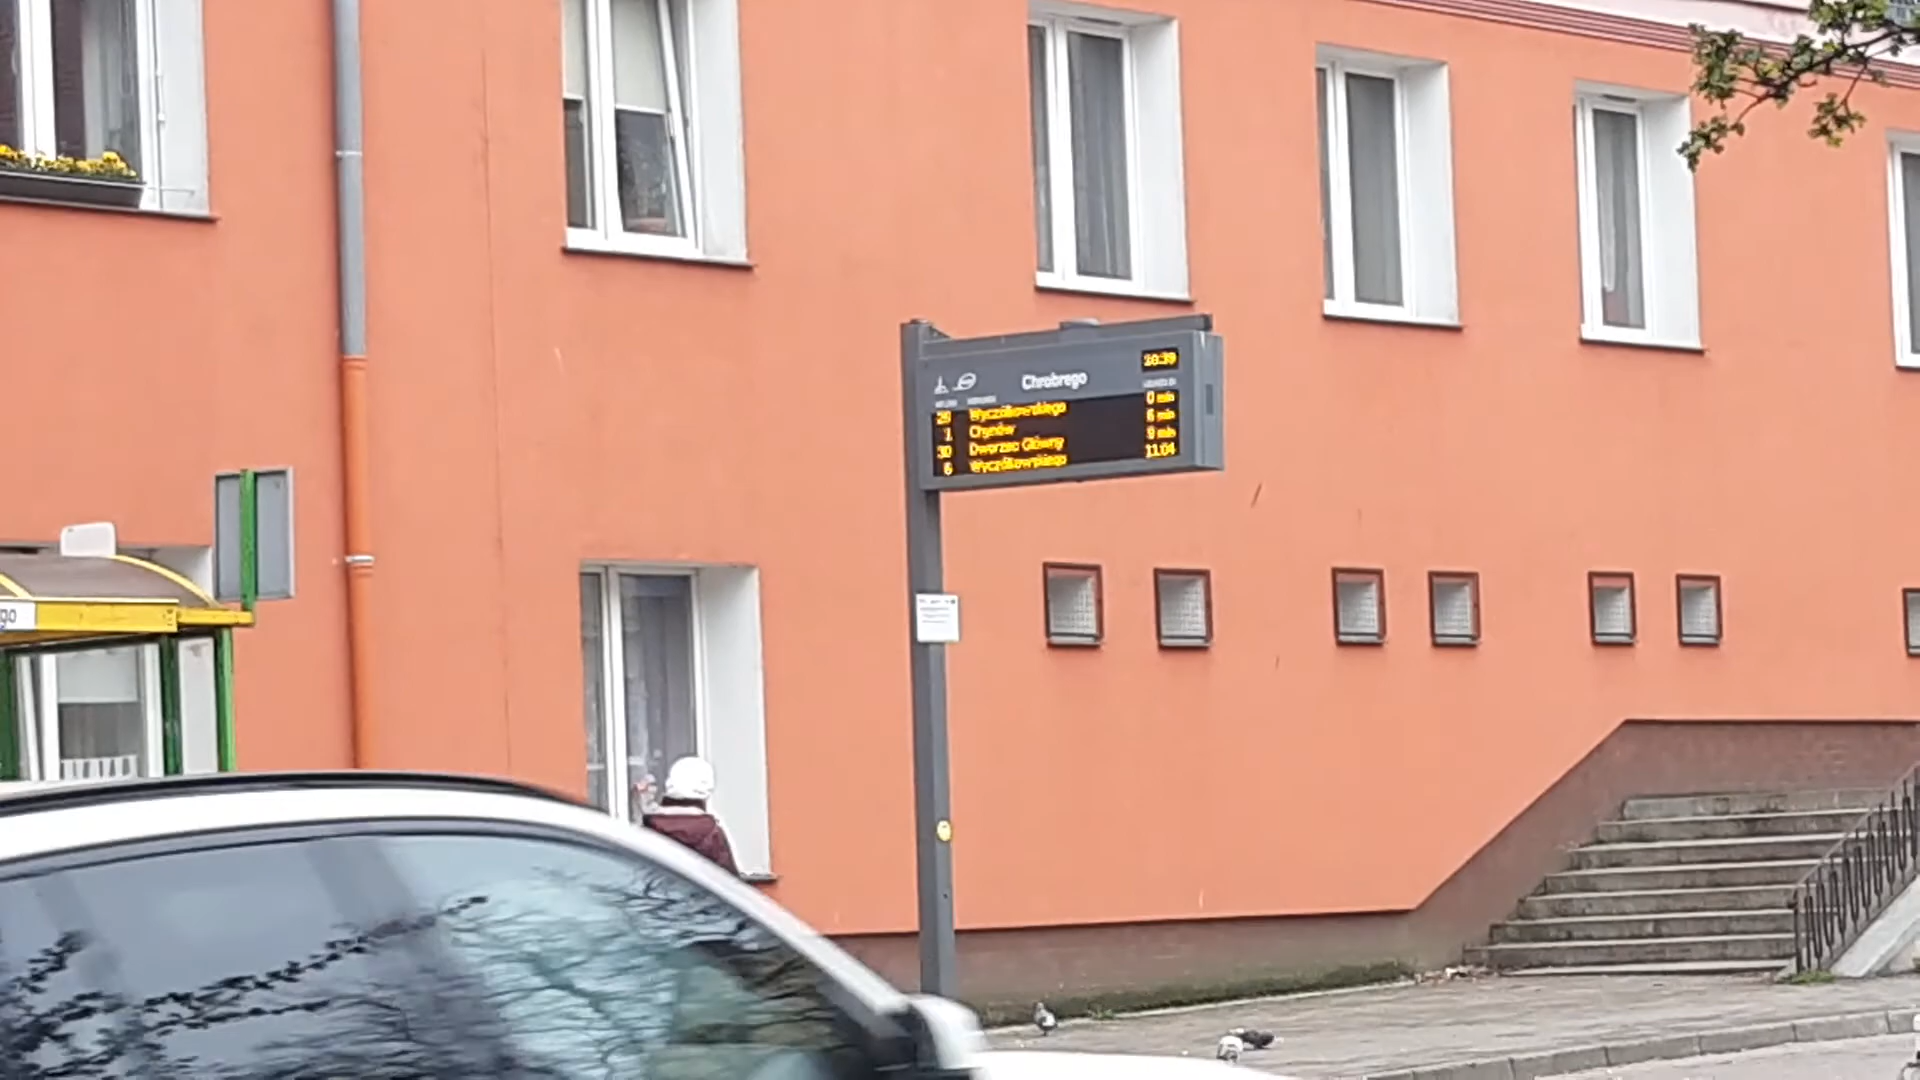 Chrobrego
10:39
29 Wyczółkowskiego 0 min
1 Chynów 6 min
30 Dworzec Główny 9 min
6 Wyczółkowskiego 11:04
go